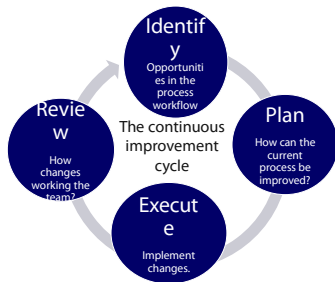 Identif
y
Opportuniti
es in the
process
workflow
Plan
How can the
current
process be
improved?
Execut
e
Implement
changes.
Revie
w
How
changes
working the
team?
The continuous
improvement
cycle